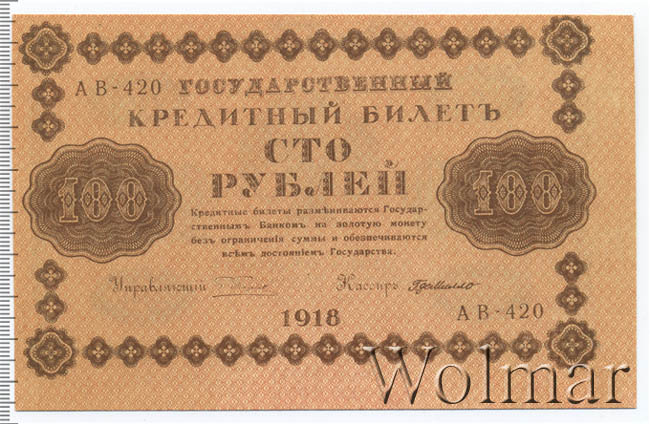 АВ-420 ГОСУДАРСТВЕННЫЙ
КРЕДИТНЫЙ БИЛЕТЪ
СТО
РУБЛЕЙ
100
100
Кредитные билеты размѣниваются Государ-
ственнымъ Банкомъ на золотую монету
безъ ограниченія суммы и обезпечиваются
всѣмъ достояніемъ Государства.
Управляющій
Кассиръ
1918
АВ-420
Wolmar